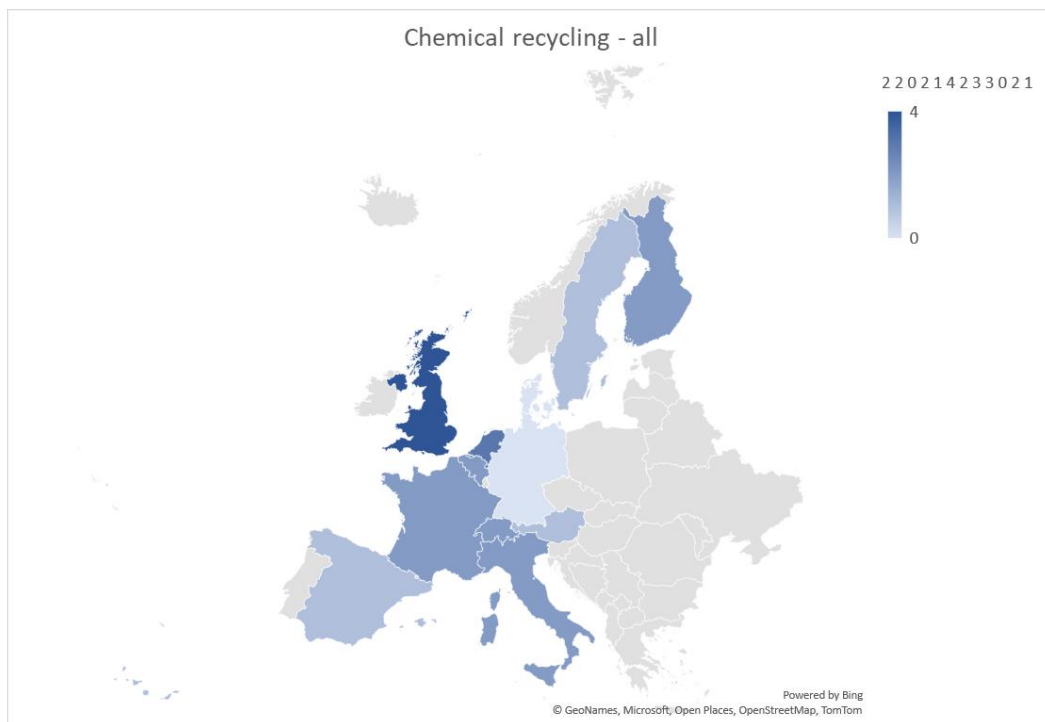 Chemical recycling - all
2 2 0 2 1 4 2 3 3 0 2 1
4
0
Powered by Bing
© GeoNames, Microsoft, Open Places, OpenStreetMap, TomTom